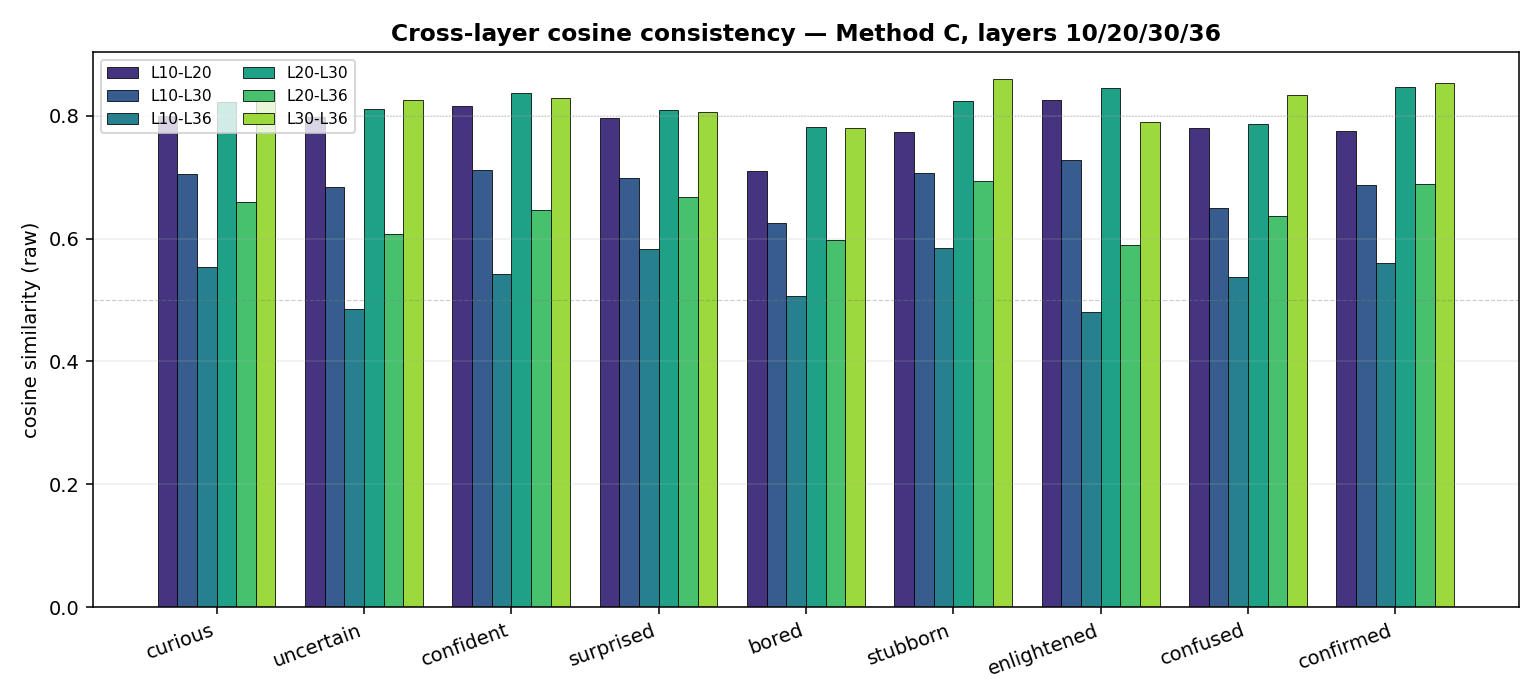 Cross-layer cosine consistency — Method C, layers 10/20/30/36
L10-L20
L10-L30
L10-L36
L20-L30
L20-L36
L30-L36
cosine similarity (raw)
0.8
0.6
0.4
0.2
0.0
curious
uncertain
confident
surprised
bored
stubborn
enlightened
confused
confirmed